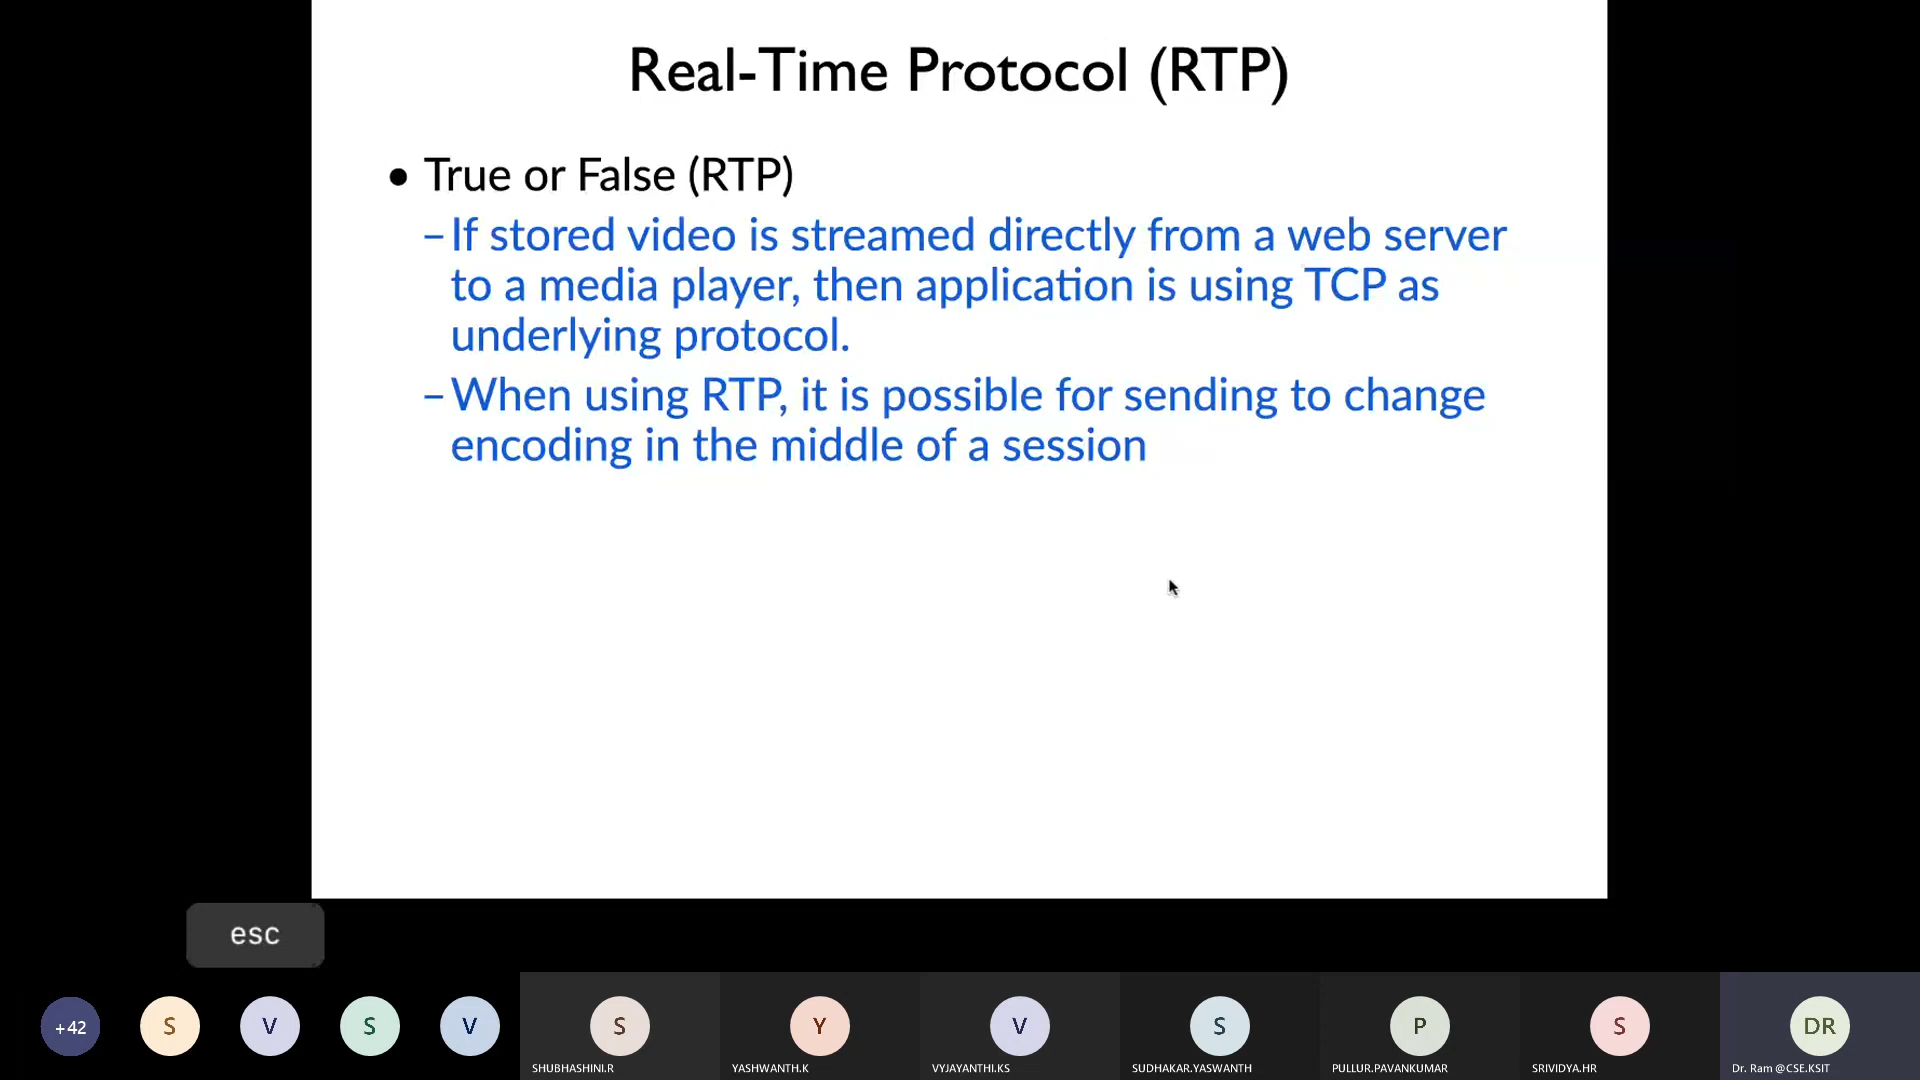 Real-Time Protocol (RTP)
• True or False (RTP)
– If stored video is streamed directly from a web server
to a media player, then application is using TCP as
underlying protocol.
– When using RTP, it is possible for sending to change
encoding in the middle of a session
esc
+42
S
V
S
V
S
Y
V
S
P
S
DR
SHUBHASHINI.R
YASHWANTH.K
VYJAYANTHI.KS
SUDHAKAR.YASWANTH
PULLUR.PAVANKUMAR
SRIVIDYA.HR
Dr. Ram @CSE.KSIT